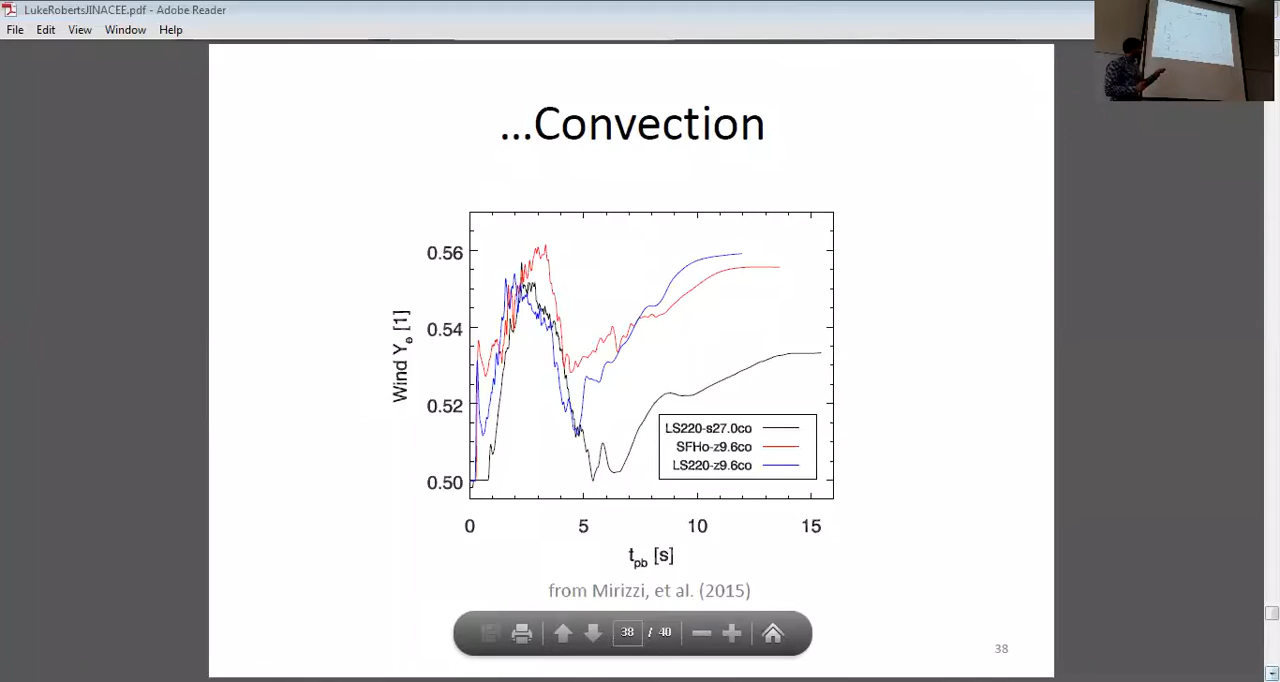 LukeRobertsJINACEE.pdf - Adobe Reader
File Edit View Window Help
...Convection
0.56
0.54
0.52
0.50
Wind Ye [1]
LS220-s27.0co
SFHo-z9.6co
LS220-z9.6co
0 5 10 15
tpb [s]
from Mirizzi, et al. (2015)
38 / 40
38